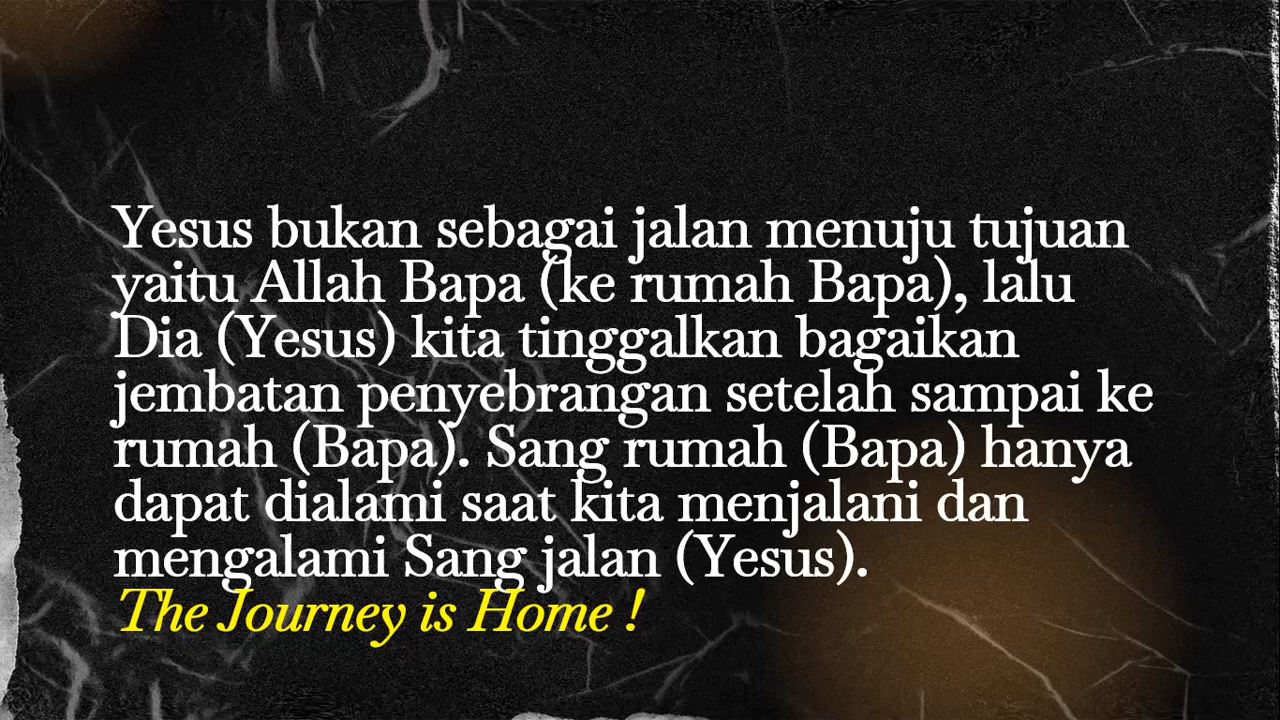 Yesus bukan sebagai jalan menuju tujuan
yaitu Allah Bapa (ke rumah Bapa), lalu
Dia (Yesus) kita tinggalkan bagaikan
jembatan penyebrangan setelah sampai ke
rumah (Bapa). Sang rumah (Bapa) hanya
dapat dialami saat kita menjalani dan
mengalami Sang jalan (Yesus).
The Journey is Home !